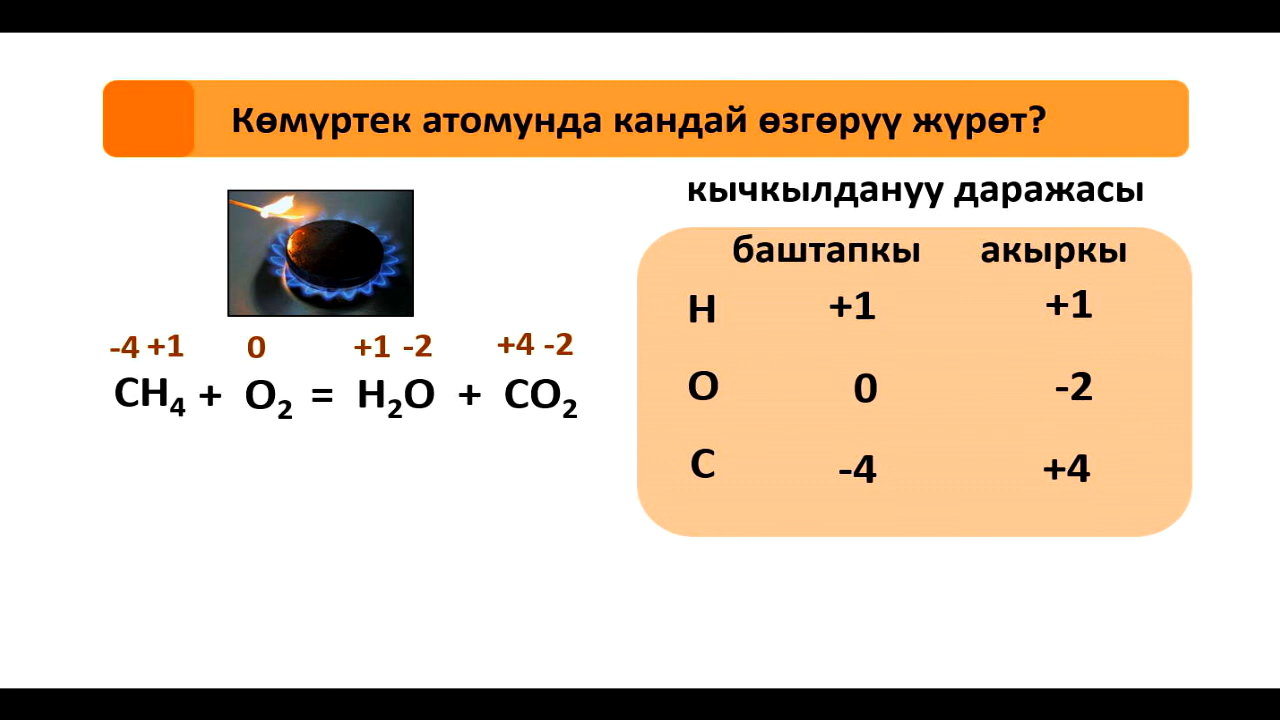 Көмүртек атомунда кандай өзгөрүү жүрөт?
-4 +1 0 +1 -2 +4 -2
CH₄ + O₂ = H₂O + CO₂
кычкылдануу даражасы
баштапкы акыркы
H +1 +1
O 0 -2
C -4 +4